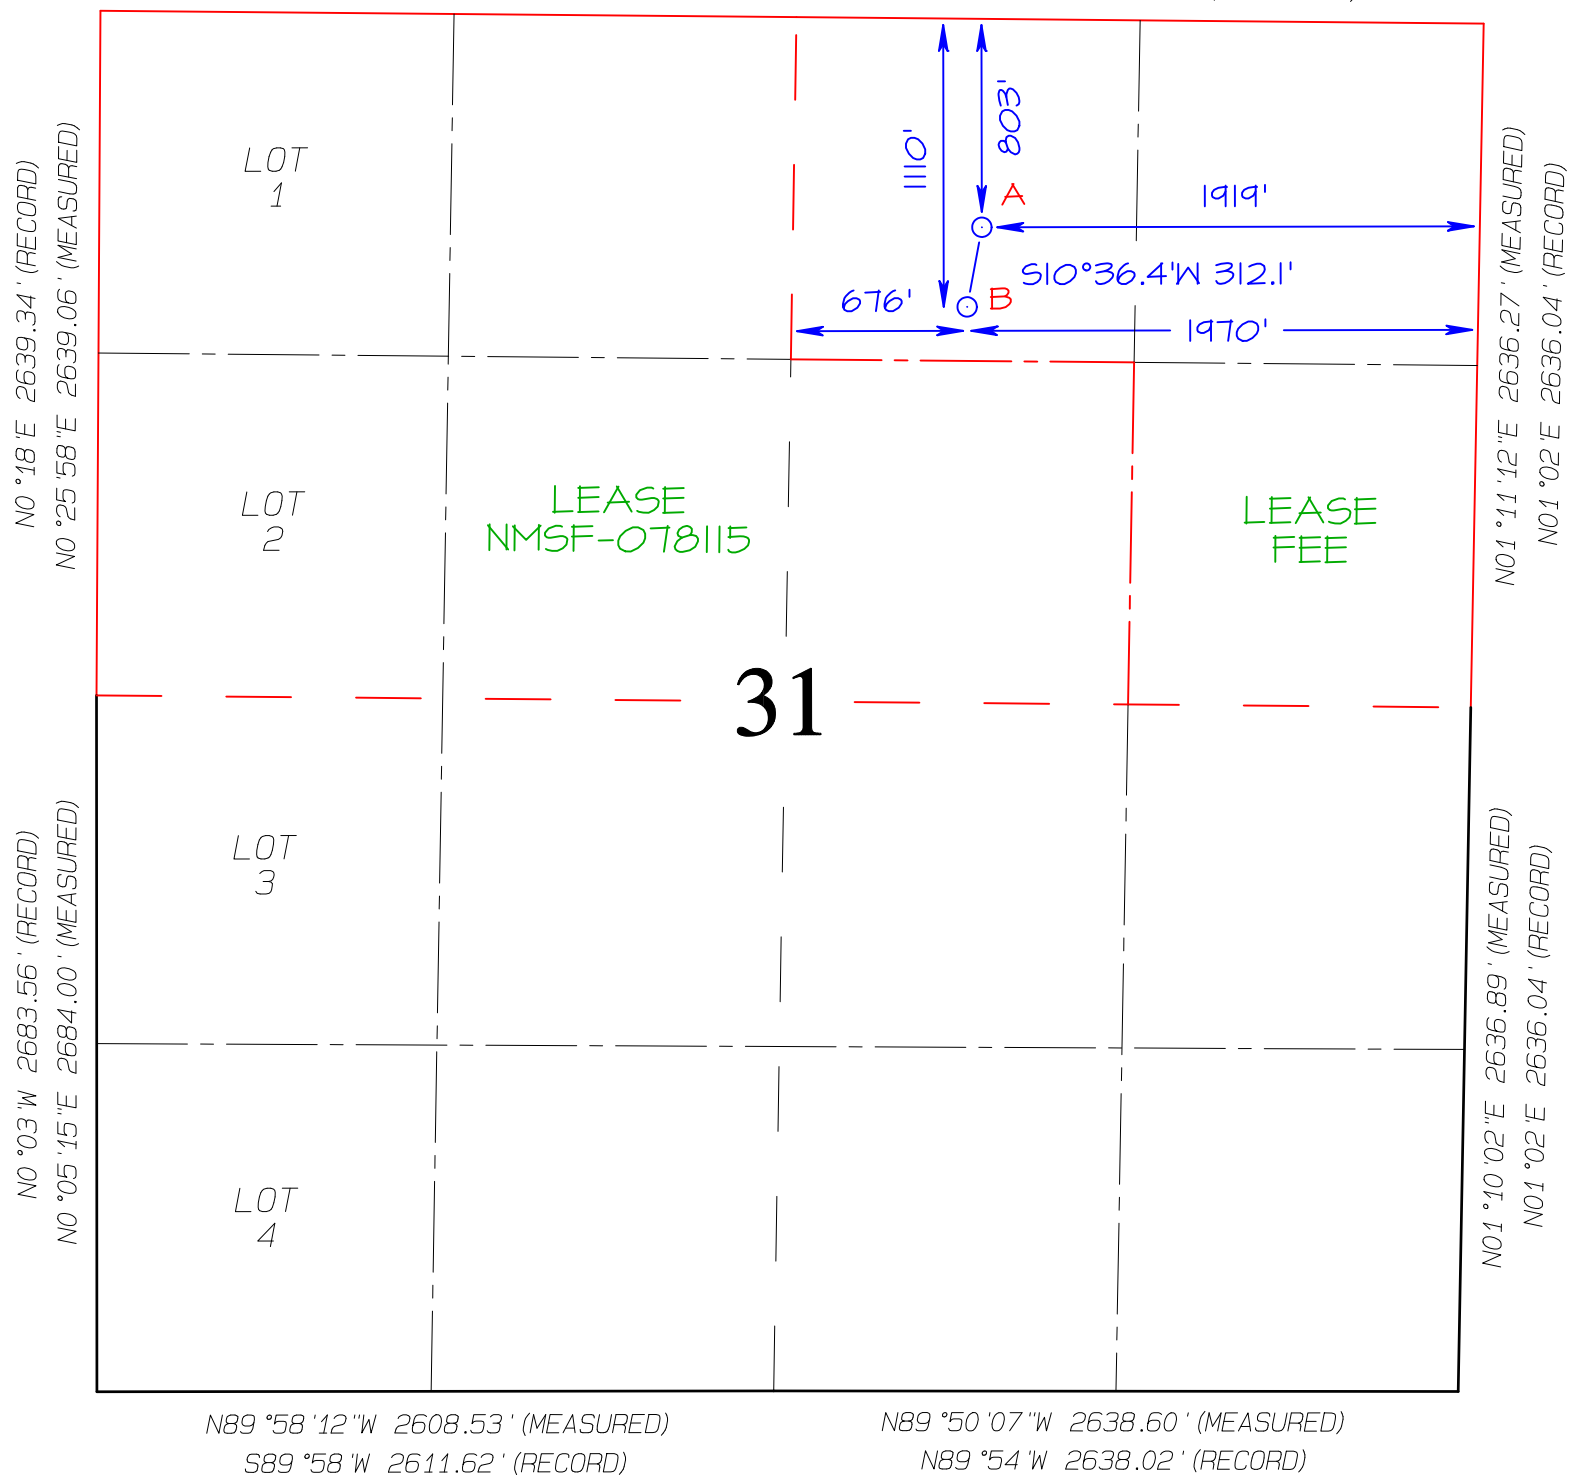 LOT
1
LOT
2
LOT
3
LOT
4
1110'
803'
A
1919'
S10°36.4'W 312.1'
B
676'
1970'
LEASE
NMSF-078115
LEASE
FEE
31
N0°18'E 2639.34' (RECORD)
N0°25'58"E 2639.06' (MEASURED)
N0°03'W 2683.56' (RECORD)
N0°05'15"E 2684.00' (MEASURED)
N01°11'12"E 2636.27' (MEASURED)
N01°02'E 2636.04' (RECORD)
N01°10'02"E 2636.89' (MEASURED)
N01°02'E 2636.04' (RECORD)
N89°58'12"W 2608.53' (MEASURED)
S89°58'W 2611.62' (RECORD)
N89°50'07"W 2638.60' (MEASURED)
N89°54'W 2638.02' (RECORD)